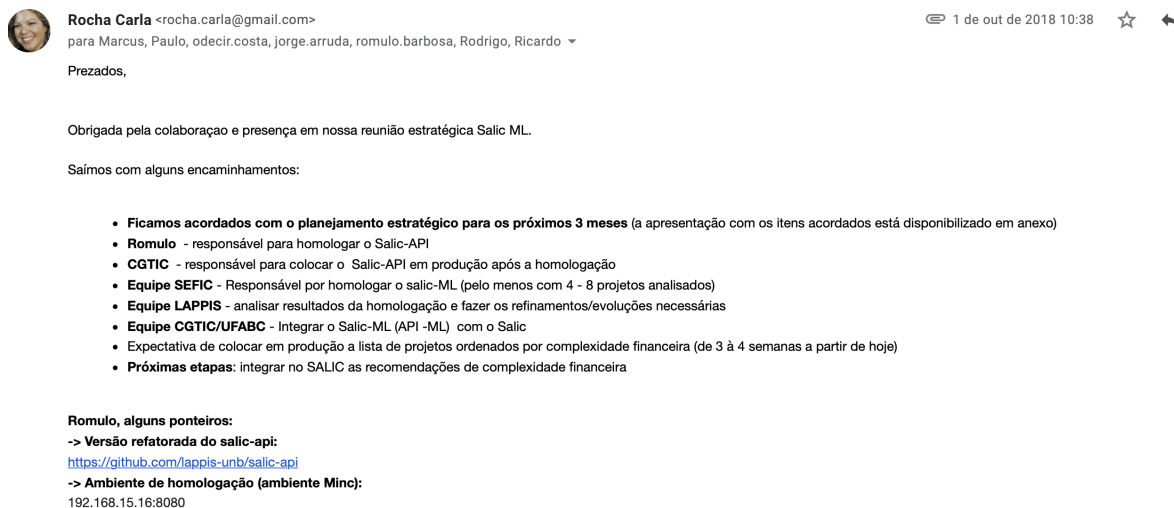 Rocha Carla <rocha.carla@gmail.com> 1 de out de 2018 10:38
para Marcus, Paulo, odecir.costa, jorge.arruda, romulo.barbosa, Rodrigo, Ricardo
Prezados,
Obrigada pela colaboraçao e presença em nossa reunião estratégica Salic ML.
Saímos com alguns encaminhamentos:
• Ficamos acordados com o planejamento estratégico para os próximos 3 meses (a apresentação com os itens acordados está disponibilizado em anexo)
• Romulo - responsável para homologar o Salic-API
• CGTIC - responsável para colocar o Salic-API em produção após a homologação
• Equipe SEFIC - Responsável por homologar o salic-ML (pelo menos com 4 - 8 projetos analisados)
• Equipe LAPPIS - analisar resultados da homologação e fazer os refinamentos/evoluções necessárias
• Equipe CGTIC/UFABC - Integrar o Salic-ML (API -ML) com o Salic
• Expectativa de colocar em produção a lista de projetos ordenados por complexidade financeira (de 3 à 4 semanas a partir de hoje)
• Próximas etapas: integrar no SALIC as recomendações de complexidade financeira
Romulo, alguns ponteiros:
-> Versão refatorada do salic-api:
https://github.com/lappis-unb/salic-api
-> Ambiente de homologação (ambiente Minc):
192.168.15.16:8080